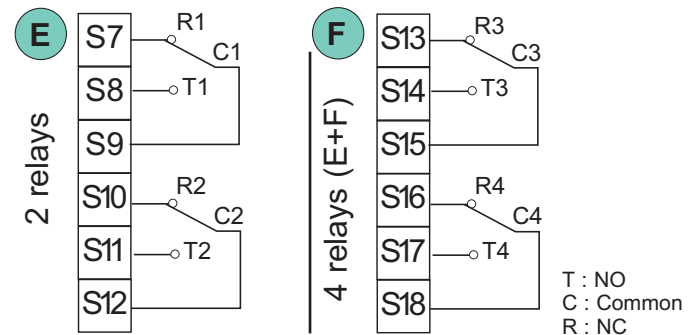 E
2 relays
S7
R1
C1
S8
T1
S9
S10
R2
C2
S11
T2
S12
F
4 relays (E+F)
S13
R3
C3
S14
T3
S15
S16
R4
C4
S17
T4
S18
T : NO
C : Common
R : NC